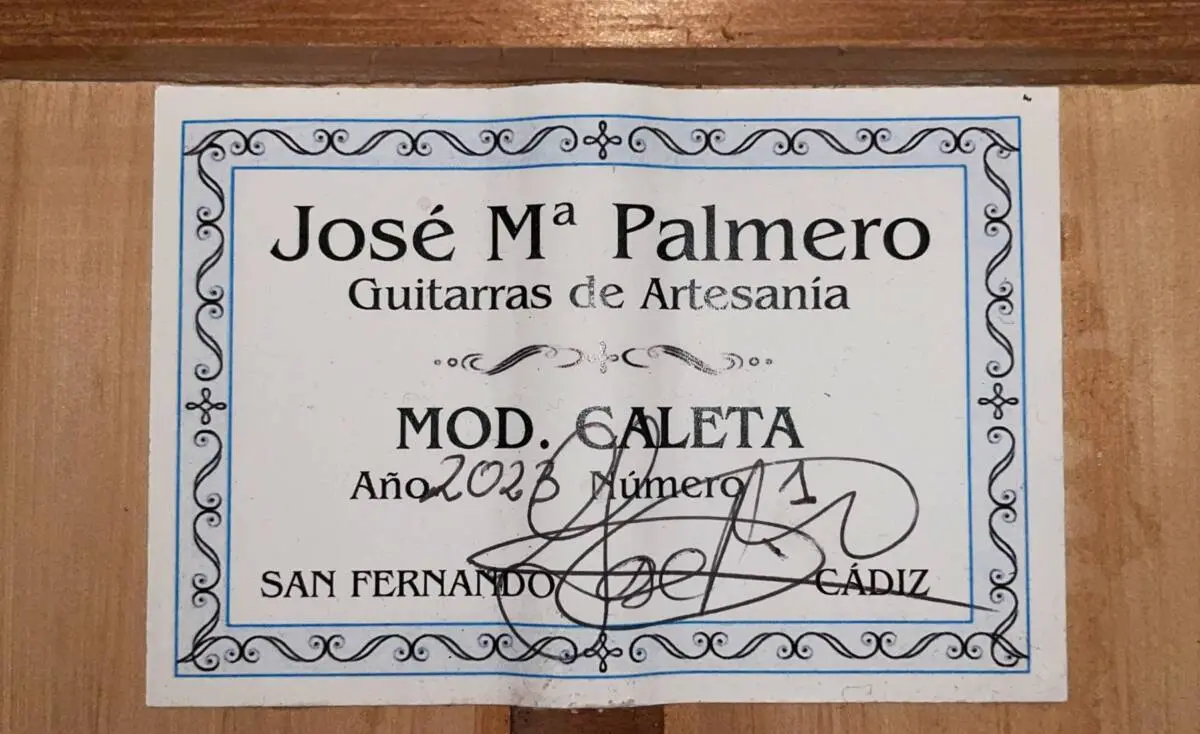 José Mª Palmero
Guitarras de Artesanía
MOD. CALETA
Año 2023 Número 1
SAN FERNANDO CÁDIZ